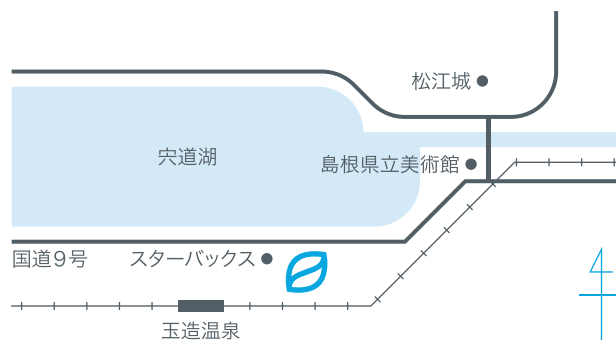 松江城
宍道湖
島根県立美術館
国道9号
スターバックス
玉造温泉